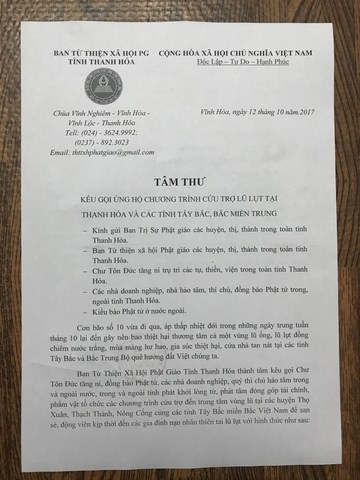 BAN TỪ THIỆN XÃ HỘI PG
TỈNH THANH HÓA
CỘNG HÒA XÃ HỘI CHỦ NGHĨA VIỆT NAM
Độc Lập – Tự Do – Hạnh Phúc
Chùa Vĩnh Nghiêm - Vĩnh Hòa -
Vĩnh Lộc - Thanh Hóa
Tell: (024) - 3624.9992;
(0237) - 892.3023
Email: thttxhphatgiao@gmail.com
Vĩnh Hóa, ngày 12 tháng 10 năm.2017
TÂM THƯ
KÊU GỌI ỦNG HỘ CHƯƠNG TRÌNH CỨU TRỢ LŨ LỤT TẠI
THANH HÓA VÀ CÁC TỈNH TÂY BẮC, BẮC MIỀN TRUNG
– Kính gửi Ban Trị Sự Phật giáo các huyện, thị, thành trong toàn tỉnh
Thanh Hóa.
– Ban Từ thiện xã hội Phật giáo các huyện, thị, thành trong toàn tỉnh
Thanh Hóa.
– Chư Tôn Đức tăng ni trụ trì các tự, thiền, viện trong toàn tỉnh Thanh
Hóa.
– Các nhà doanh nghiệp, nhà hảo tâm, thí chủ, đồng bào Phật tử trong,
ngoài tỉnh Thanh Hóa.
– Kiều bào Phật tử ở nước ngoài.
Cơn bão số 10 vừa đi qua, áp thấp nhiệt đới trong những ngày trung tuần
tháng 10 lại đến gây nên bao thiệt hại thương tâm cả một vùng lũ ống, lũ lụt đồng
chiêm nước trắng, mùa màng hư hao, gia súc thiệt hại, cửa nhà tan nát tại các tỉnh
Tây Bắc và Bắc Trung Bộ quê hương đất Việt chúng ta.
Ban Từ Thiện Xã Hội Phật Giáo Tỉnh Thanh Hóa thành tâm kêu gọi Chư
Tôn Đức tăng ni, đồng bào Phật tử, các nhà doanh nghiệp, quý thí chủ hảo tâm trong
và ngoài nước, trong và ngoài tỉnh phát khởi lòng từ, phát tâm đóng góp tài chính,
phẩm vật tổ chức các chương trình cứu trợ đến trung tâm vùng lũ tại các huyện Thọ
Xuân, Thạch Thành, Nông Cống cùng các tỉnh Tây Bắc miền Bắc Việt Nam để san
sẻ, động viên kịp thời đến các gia đình nạn nhân thiên tai lũ lụt với hình thức như sau: